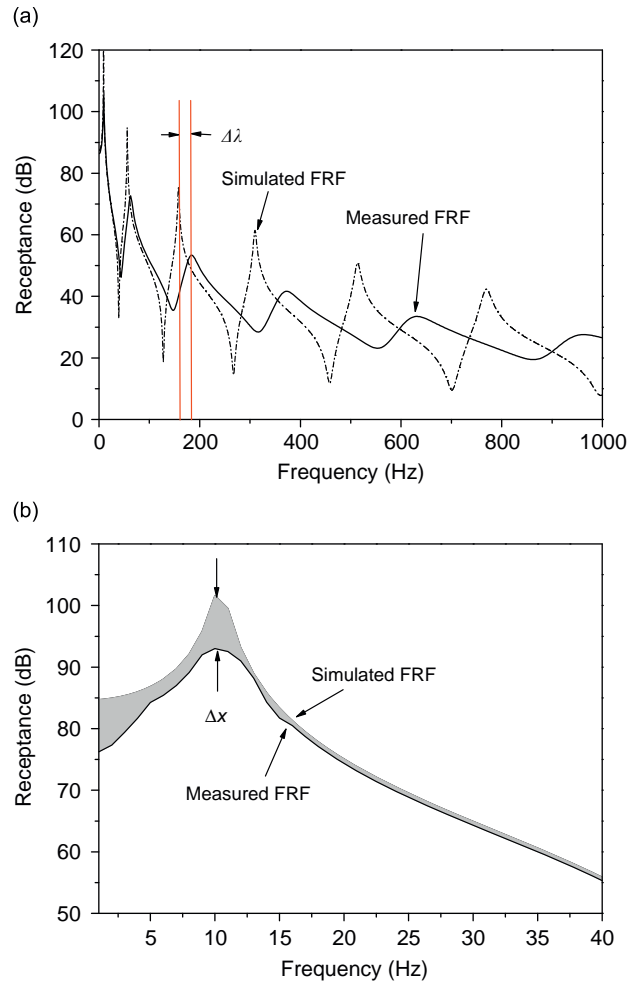 (a)
120
100
80
60
40
20
0
Receptance (dB)
Δλ
Simulated FRF
Measured FRF
0 200 400 600 800 1000
Frequency (Hz)
(b)
110
100
90
80
70
60
50
Receptance (dB)
Δx
Simulated FRF
Measured FRF
5 10 15 20 25 30 35 40
Frequency (Hz)